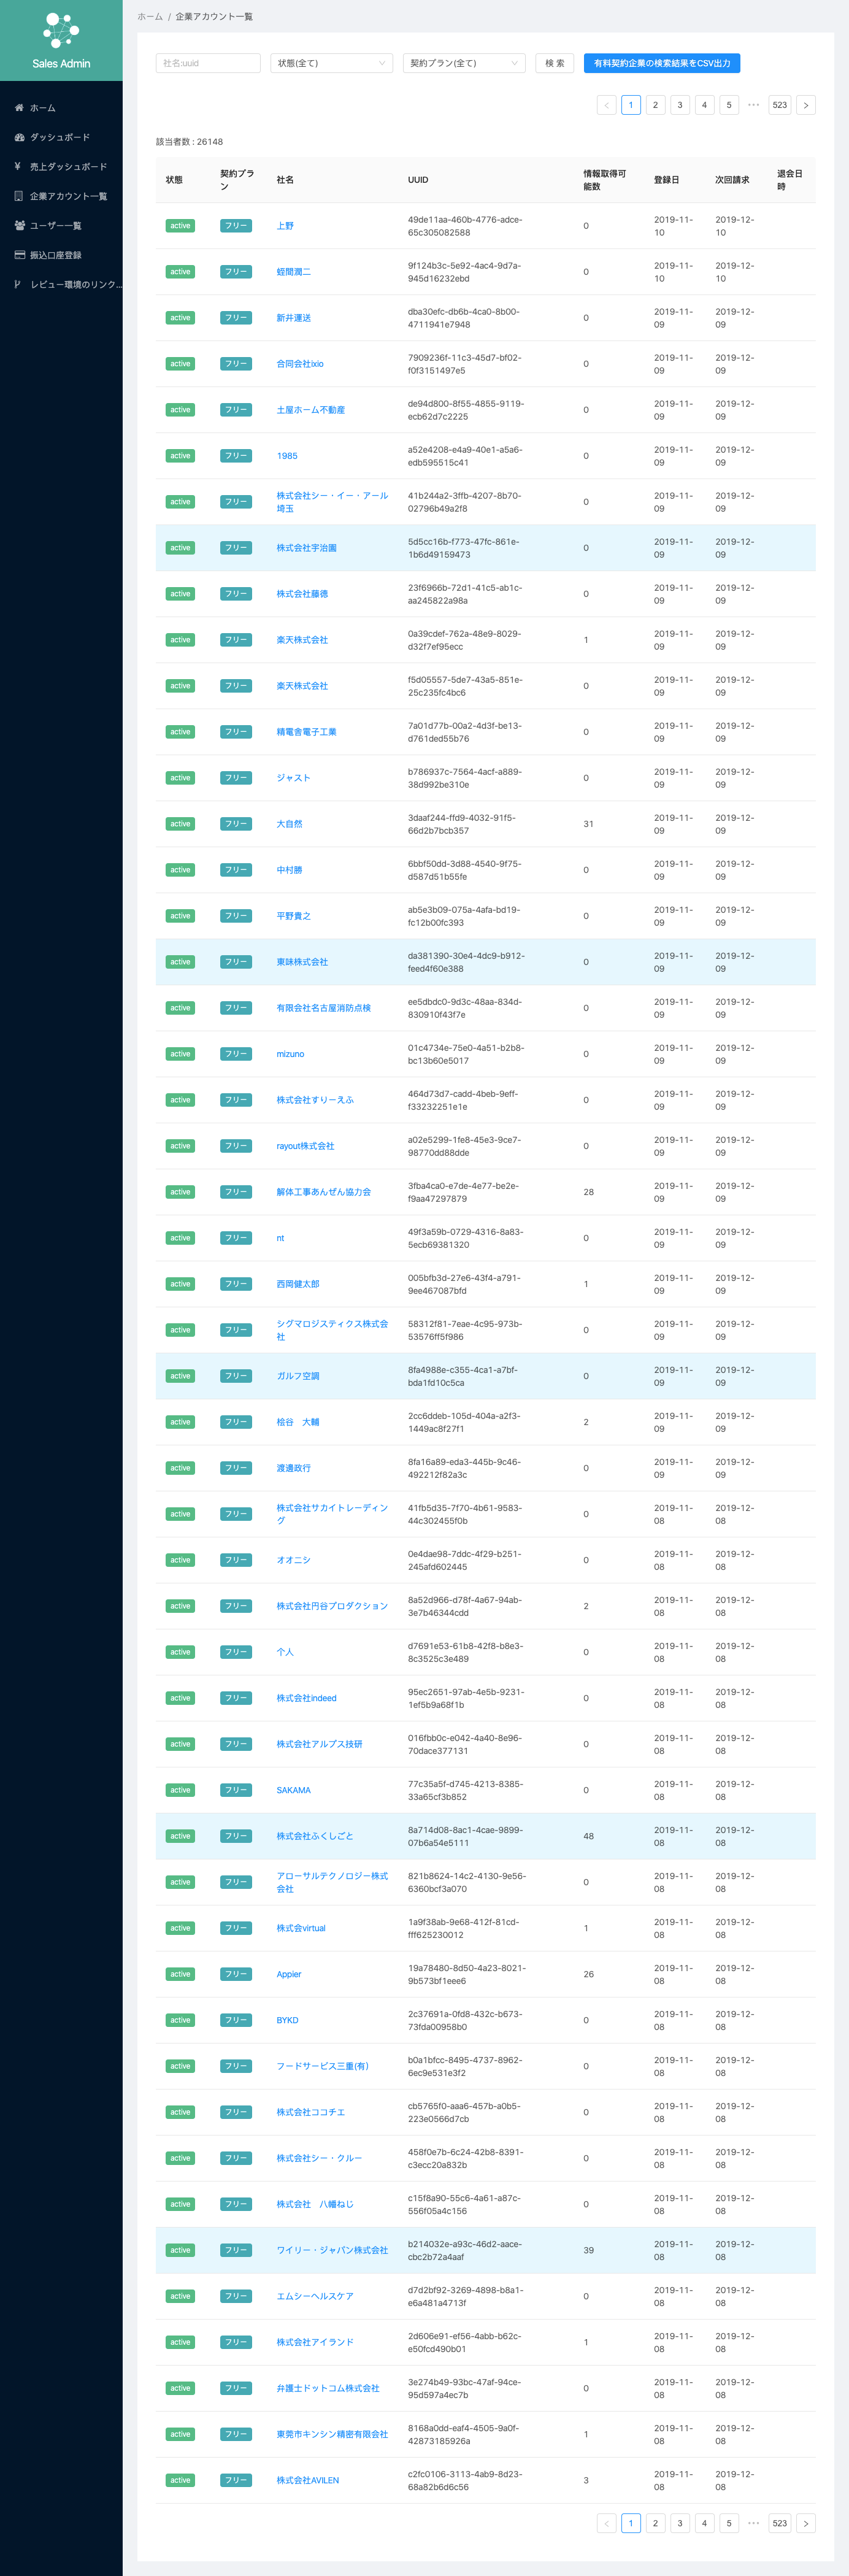 Sales Admin
ホーム
ダッシュボード
売上ダッシュボード
企業アカウント一覧
ユーザー一覧
振込口座登録
レビュー環境のリンク...
ホーム / 企業アカウント一覧
社名:uuid 状態(全て) 契約プラン(全て) 検 索 有料契約企業の検索結果をCSV出力
1 2 3 4 5 ••• 523
該当者数 : 26148
状態 契約プラン 社名 UUID 情報取得可能数 登録日 次回請求 退会日時
active フリー 上野 49de11aa-460b-4776-adce-65c305082588 0 2019-11-10 2019-12-10
active フリー 蛭間潤二 9f124b3c-5e92-4ac4-9d7a-945d16232ebd 0 2019-11-10 2019-12-10
active フリー 新井運送 dba30efc-db6b-4ca0-8b00-4711941e7948 0 2019-11-09 2019-12-09
active フリー 合同会社ixio 7909236f-11c3-45d7-bf02-f0f3151497e5 0 2019-11-09 2019-12-09
active フリー 土屋ホーム不動産 de94d800-8f55-4855-9119-ecb62d7c2225 0 2019-11-09 2019-12-09
active フリー 1985 a52e4208-e4a9-40e1-a5a6-edb595515c41 0 2019-11-09 2019-12-09
active フリー 株式会社シー・イー・アール埼玉 41b244a2-3ffb-4207-8b70-02796b49a2f8 0 2019-11-09 2019-12-09
active フリー 株式会社宇治園 5d5cc16b-f773-47fc-861e-1b6d49159473 0 2019-11-09 2019-12-09
active フリー 株式会社藤徳 23f6966b-72d1-41c5-ab1c-aa245822a98a 0 2019-11-09 2019-12-09
active フリー 楽天株式会社 0a39cdef-762a-48e9-8029-d32f7ef95ecc 1 2019-11-09 2019-12-09
active フリー 楽天株式会社 f5d05557-5de7-43a5-851e-25c235fc4bc6 0 2019-11-09 2019-12-09
active フリー 精電舎電子工業 7a01d77b-00a2-4d3f-be13-d761ded55b76 0 2019-11-09 2019-12-09
active フリー ジャスト b786937c-7564-4acf-a889-38d992be310e 0 2019-11-09 2019-12-09
active フリー 大自然 3daaf244-ffd9-4032-91f5-66d2b7bcb357 31 2019-11-09 2019-12-09
active フリー 中村勝 6bbf50dd-3d88-4540-9f75-d587d51b55fe 0 2019-11-09 2019-12-09
active フリー 平野貴之 ab5e3b09-075a-4afa-bd19-fc12b00fc393 0 2019-11-09 2019-12-09
active フリー 東味株式会社 da381390-30e4-4dc9-b912-feed4f60e388 0 2019-11-09 2019-12-09
active フリー 有限会社名古屋消防点検 ee5dbdc0-9d3c-48aa-834d-830910f43f7e 0 2019-11-09 2019-12-09
active フリー mizuno 01c4734e-75e0-4a51-b2b8-bc13b60e5017 0 2019-11-09 2019-12-09
active フリー 株式会社すりーえふ 464d73d7-cadd-4beb-9eff-f33232251e1e 0 2019-11-09 2019-12-09
active フリー rayout株式会社 a02e5299-1fe8-45e3-9ce7-98770dd88dde 0 2019-11-09 2019-12-09
active フリー 解体工事あんぜん協力会 3fba4ca0-e7de-4e77-be2e-f9aa47297879 28 2019-11-09 2019-12-09
active フリー nt 49f3a59b-0729-4316-8a83-5ecb69381320 0 2019-11-09 2019-12-09
active フリー 西岡健太郎 005bfb3d-27e6-43f4-a791-9ee467087bfd 1 2019-11-09 2019-12-09
active フリー シグマロジスティクス株式会社 58312f81-7eae-4c95-973b-53576ff5f986 0 2019-11-09 2019-12-09
active フリー ガルフ空調 8fa4988e-c355-4ca1-a7bf-bda1fd10c5ca 0 2019-11-09 2019-12-09
active フリー 桧谷　大輔 2cc6ddeb-105d-404a-a2f3-1449ac8f27f1 2 2019-11-09 2019-12-09
active フリー 渡邊政行 8fa16a89-eda3-445b-9c46-492212f82a3c 0 2019-11-09 2019-12-09
active フリー 株式会社サカイトレーディング 41fb5d35-7f70-4b61-9583-44c302455f0b 0 2019-11-08 2019-12-08
active フリー オオニシ 0e4dae98-7ddc-4f29-b251-245afd602445 0 2019-11-08 2019-12-08
active フリー 株式会社円谷プロダクション 8a52d966-d78f-4a67-94ab-3e7b46344cdd 2 2019-11-08 2019-12-08
active フリー 个人 d7691e53-61b8-42f8-b8e3-8c3525c3e489 0 2019-11-08 2019-12-08
active フリー 株式会社indeed 95ec2651-97ab-4e5b-9231-1ef5b9a68f1b 0 2019-11-08 2019-12-08
active フリー 株式会社アルプス技研 016fbb0c-e042-4a40-8e96-70dace377131 0 2019-11-08 2019-12-08
active フリー SAKAMA 77c35a5f-d745-4213-8385-33a65cf3b852 0 2019-11-08 2019-12-08
active フリー 株式会社ふくしごと 8a714d08-8ac1-4cae-9899-07b6a54e5111 48 2019-11-08 2019-12-08
active フリー アローサルテクノロジー株式会社 821b8624-14c2-4130-9e56-6360bcf3a070 0 2019-11-08 2019-12-08
active フリー 株式会virtual 1a9f38ab-9e68-412f-81cd-fff625230012 1 2019-11-08 2019-12-08
active フリー Appier 19a78480-8d50-4a23-8021-9b573bf1eee6 26 2019-11-08 2019-12-08
active フリー BYKD 2c37691a-0fd8-432c-b673-73fda00958b0 0 2019-11-08 2019-12-08
active フリー フードサービス三重(有) b0a1bfcc-8495-4737-8962-6ec9e531e3f2 0 2019-11-08 2019-12-08
active フリー 株式会社ココチエ cb5765f0-aaa6-457b-a0b5-223e0566d7cb 0 2019-11-08 2019-12-08
active フリー 株式会社シー・クルー 458f0e7b-6c24-42b8-8391-c3ecc20a832b 0 2019-11-08 2019-12-08
active フリー 株式会社　八幡ねじ c15f8a90-55c6-4a61-a87c-556f05a4c156 0 2019-11-08 2019-12-08
active フリー ワイリー・ジャパン株式会社 b214032e-a93c-46d2-aace-cbc2b72a4aaf 39 2019-11-08 2019-12-08
active フリー エムシーヘルスケア d7d2bf92-3269-4898-b8a1-e6a481a4713f 0 2019-11-08 2019-12-08
active フリー 株式会社アイランド 2d606e91-ef56-4abb-b62c-e50fcd490b01 1 2019-11-08 2019-12-08
active フリー 弁護士ドットコム株式会社 3e274b49-93bc-47af-94ce-95d597a4ec7b 0 2019-11-08 2019-12-08
active フリー 東莞市キンシン精密有限会社 8168a0dd-eaf4-4505-9a0f-42873185926a 1 2019-11-08 2019-12-08
active フリー 株式会社AVILEN c2fc0106-3113-4ab9-8d23-68a82b6d6c56 3 2019-11-08 2019-12-08
1 2 3 4 5 ••• 523